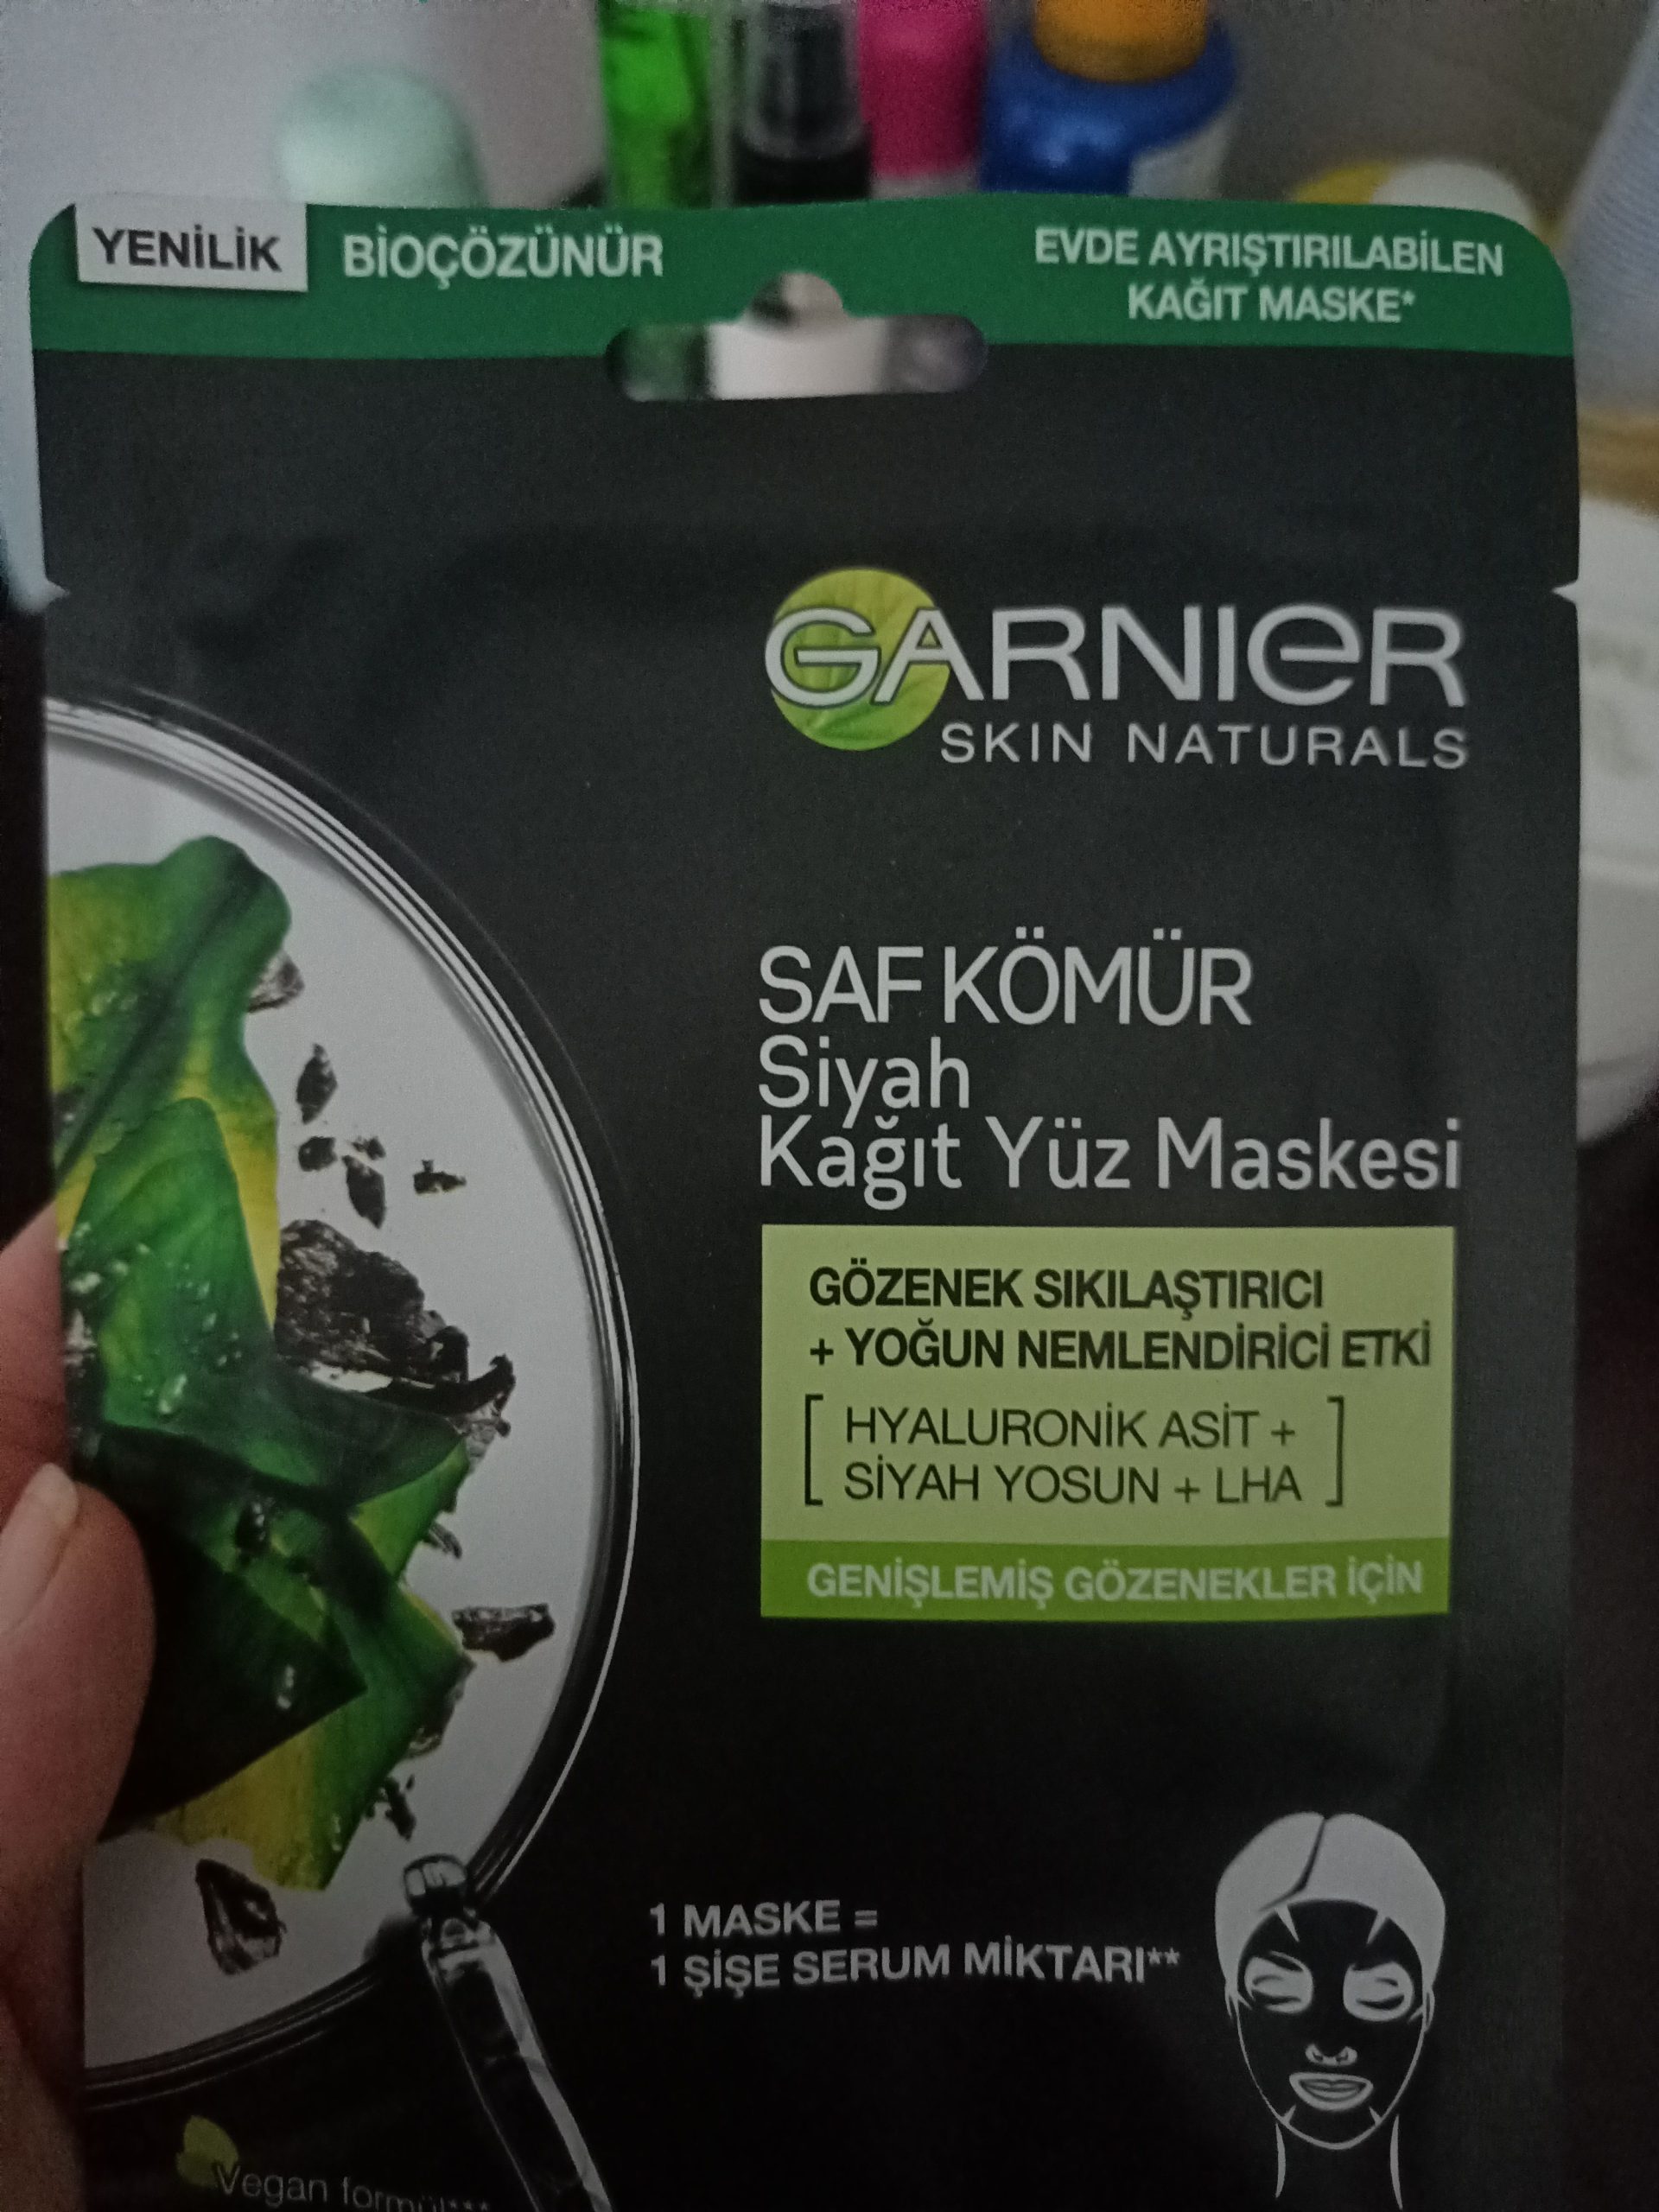 YENİLİK
BİOÇÖZÜNÜR
EVDE AYRIŞTIRILABİLEN
KAĞIT MASKE*
GARNIeR
SKIN NATURALS
SAF KÖMÜR
Siyah
Kağıt Yüz Maskesi
GÖZENEK SIKILAŞTIRICI
+ YOĞUN NEMLENDİRİCİ ETKİ
[ HYALURONİK ASİT +
SİYAH YOSUN + LHA ]
GENİŞLEMİŞ GÖZENEKLER İÇİN
1 MASKE =
1 ŞİŞE SERUM MİKTARI**
Vegan formül***